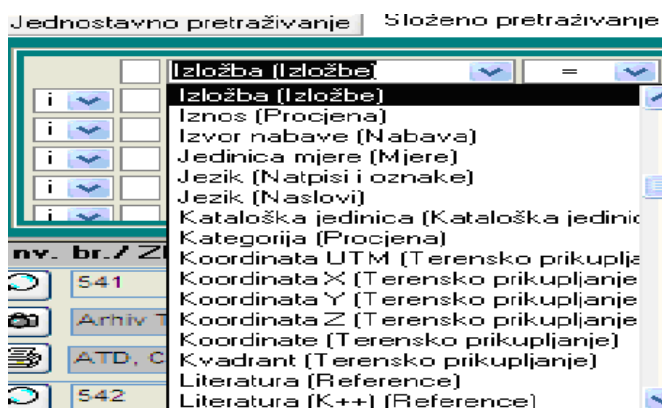 Jednostavno pretraživanje Složeno pretraživanje
Izložba (Izložbe) =
i Izložba (Izložbe)
Iznos (Procjena)
i Izvor nabave (Nabava)
i Jedinica mjere (Mjere)
Jezik (Natpisi i oznake)
i Jezik (Naslovi)
i Kataloška jedinica (Kataloška jedinic
Kategorija (Procjena)
inv. br./
Koordinata UTM (Terensko prikuplja
541 Koordinata X (Terensko prikupljanje
Koordinata Y (Terensko prikupljanje
Arhiv Koordinata Z (Terensko prikupljanje
Koordinate (Terensko prikupljanje)
ATD, Kvadrant (Terensko prikupljanje)
Literatura (Reference)
542 Literatura (K++) (Reference)